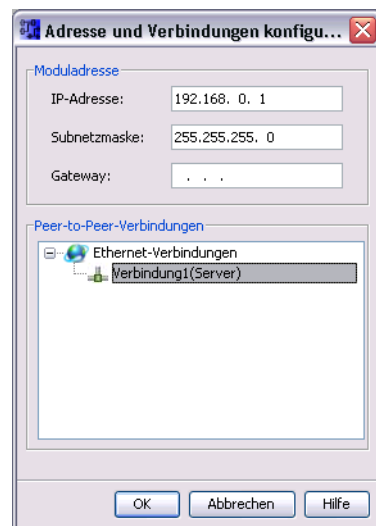 Adresse und Verbindungen konfigu...
Moduladresse
IP-Adresse: 192.168. 0. 1
Subnetzmaske: 255.255.255. 0
Gateway: . . .
Peer-to-Peer-Verbindungen
Ethernet-Verbindungen
Verbindung1(Server)
OK Abbrechen Hilfe